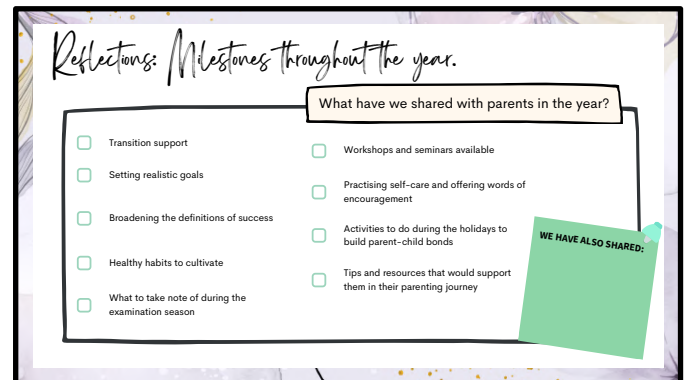 Reflections: Milestones throughout the year.
What have we shared with parents in the year?
Transition support
Setting realistic goals
Broadening the definitions of success
Healthy habits to cultivate
What to take note of during the
examination season
Workshops and seminars available
Practising self-care and offering words of
encouragement
Activities to do during the holidays to
build parent-child bonds
Tips and resources that would support
them in their parenting journey
WE HAVE ALSO SHARED: